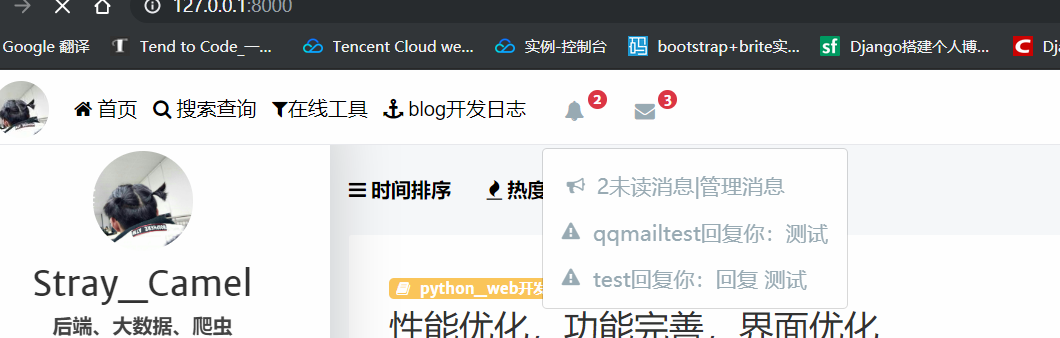 127.0.0.1:8000
Google 翻译 Tend to Code_一... Tencent Cloud we... 实例-控制台 bootstrap+brite实... Django搭建个人博... Dj
首页 搜索查询 在线工具 blog开发日志 2 3
时间排序 热度
2未读消息|管理消息
qqmailtest回复你：测试
test回复你：回复 测试
python__web开发
Stray__Camel
后端、大数据、爬虫
性能优化，功能完善，界面优化